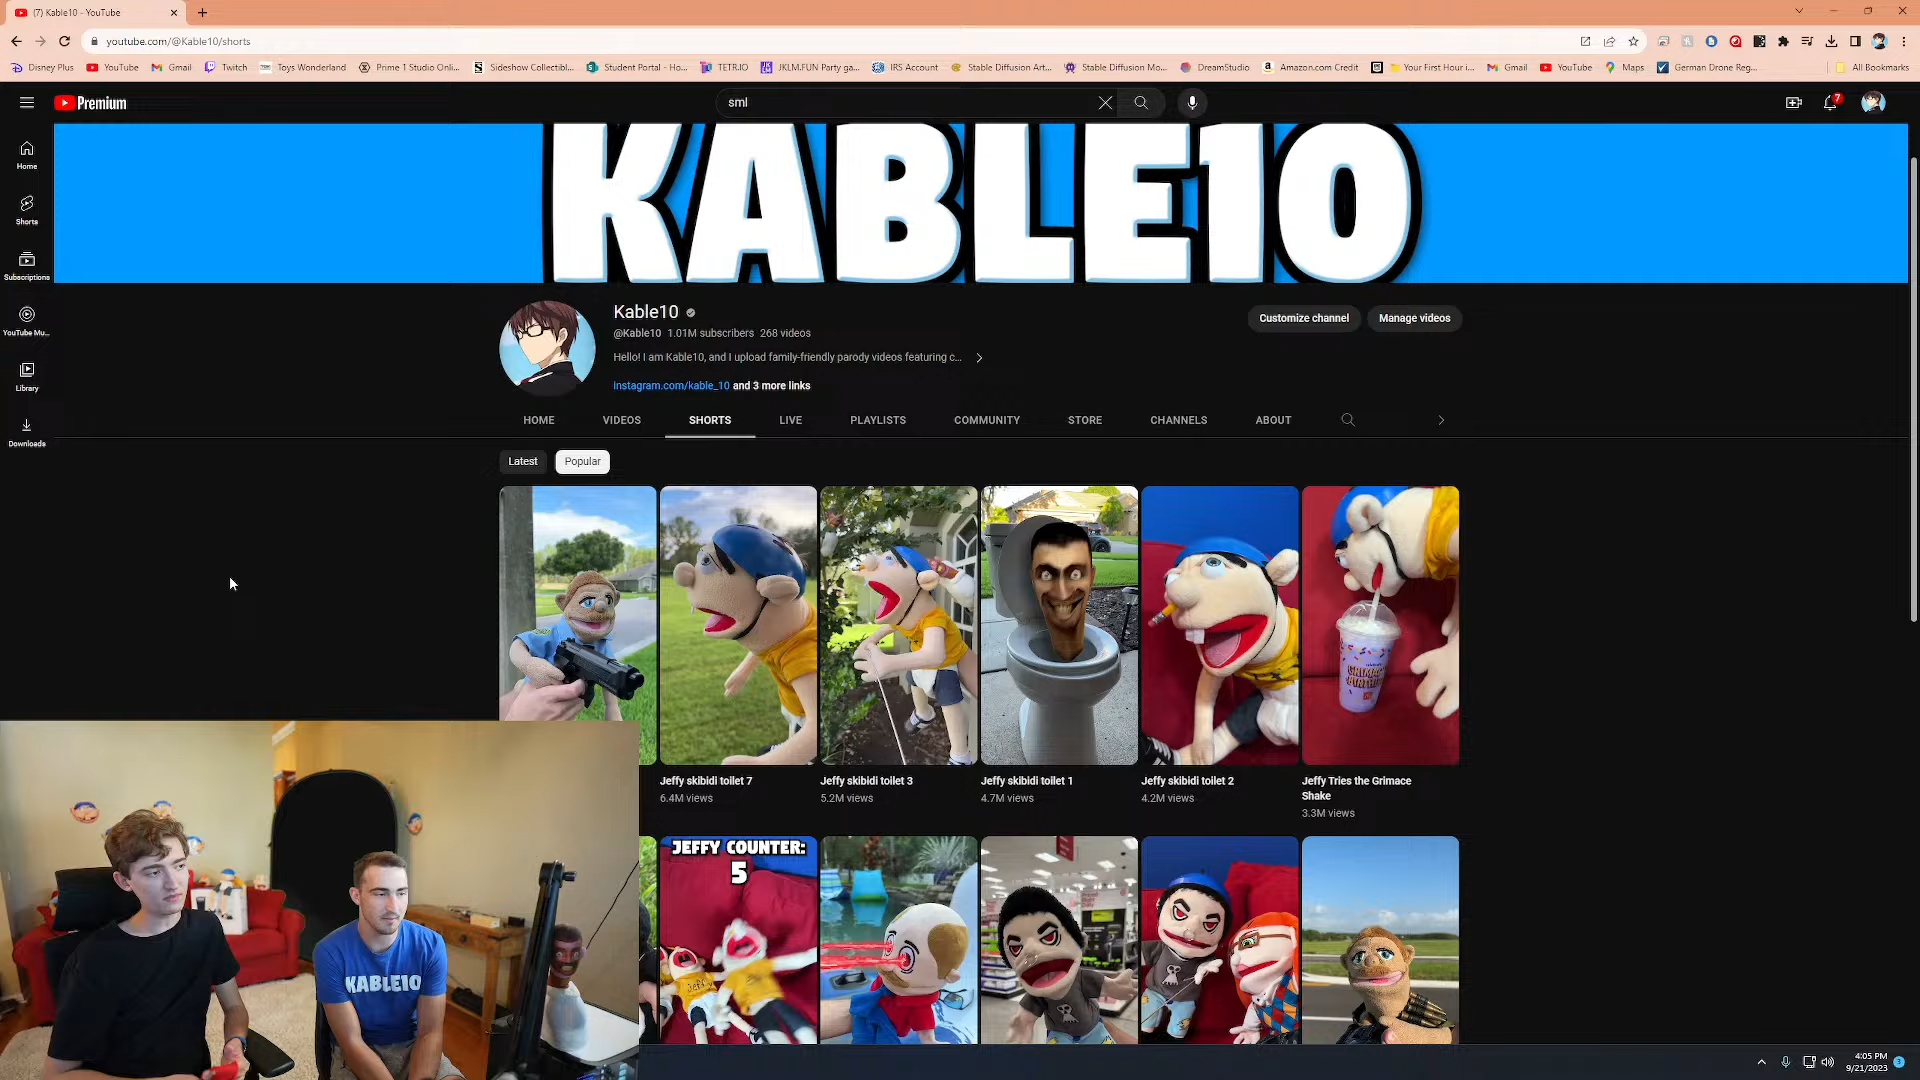 (7) Kable10 - YouTube
youtube.com/@Kable10/shorts
Disney Plus YouTube Gmail Twitch Toys Wonderland Prime 1 Studio Onli... Sideshow Collectibl... Student Portal - Ho... TETR.IO JKLM.FUN Party ga... IRS Account Stable Diffusion Art... Stable Diffusion Mo... DreamStudio Amazon.com Credit Your First Hour i... Gmail YouTube Maps German Drone Reg... All Bookmarks
Premium
sml
7
KABLE10
Home
Shorts
Subscriptions
YouTube Mu...
Library
Downloads
Kable10
@Kable10 1.01M subscribers 268 videos
Hello! I am Kable10, and I upload family-friendly parody videos featuring c...
instagram.com/kable_10 and 3 more links
Customize channel Manage videos
HOME VIDEOS SHORTS LIVE PLAYLISTS COMMUNITY STORE CHANNELS ABOUT
Latest Popular
Jeffy skibidi toilet 7
6.4M views
Jeffy skibidi toilet 3
5.2M views
Jeffy skibidi toilet 1
4.7M views
Jeffy skibidi toilet 2
4.2M views
Jeffy Tries the Grimace
Shake
3.3M views
JEFFY COUNTER:
5
KABLE10
4:05 PM
9/21/2023
3